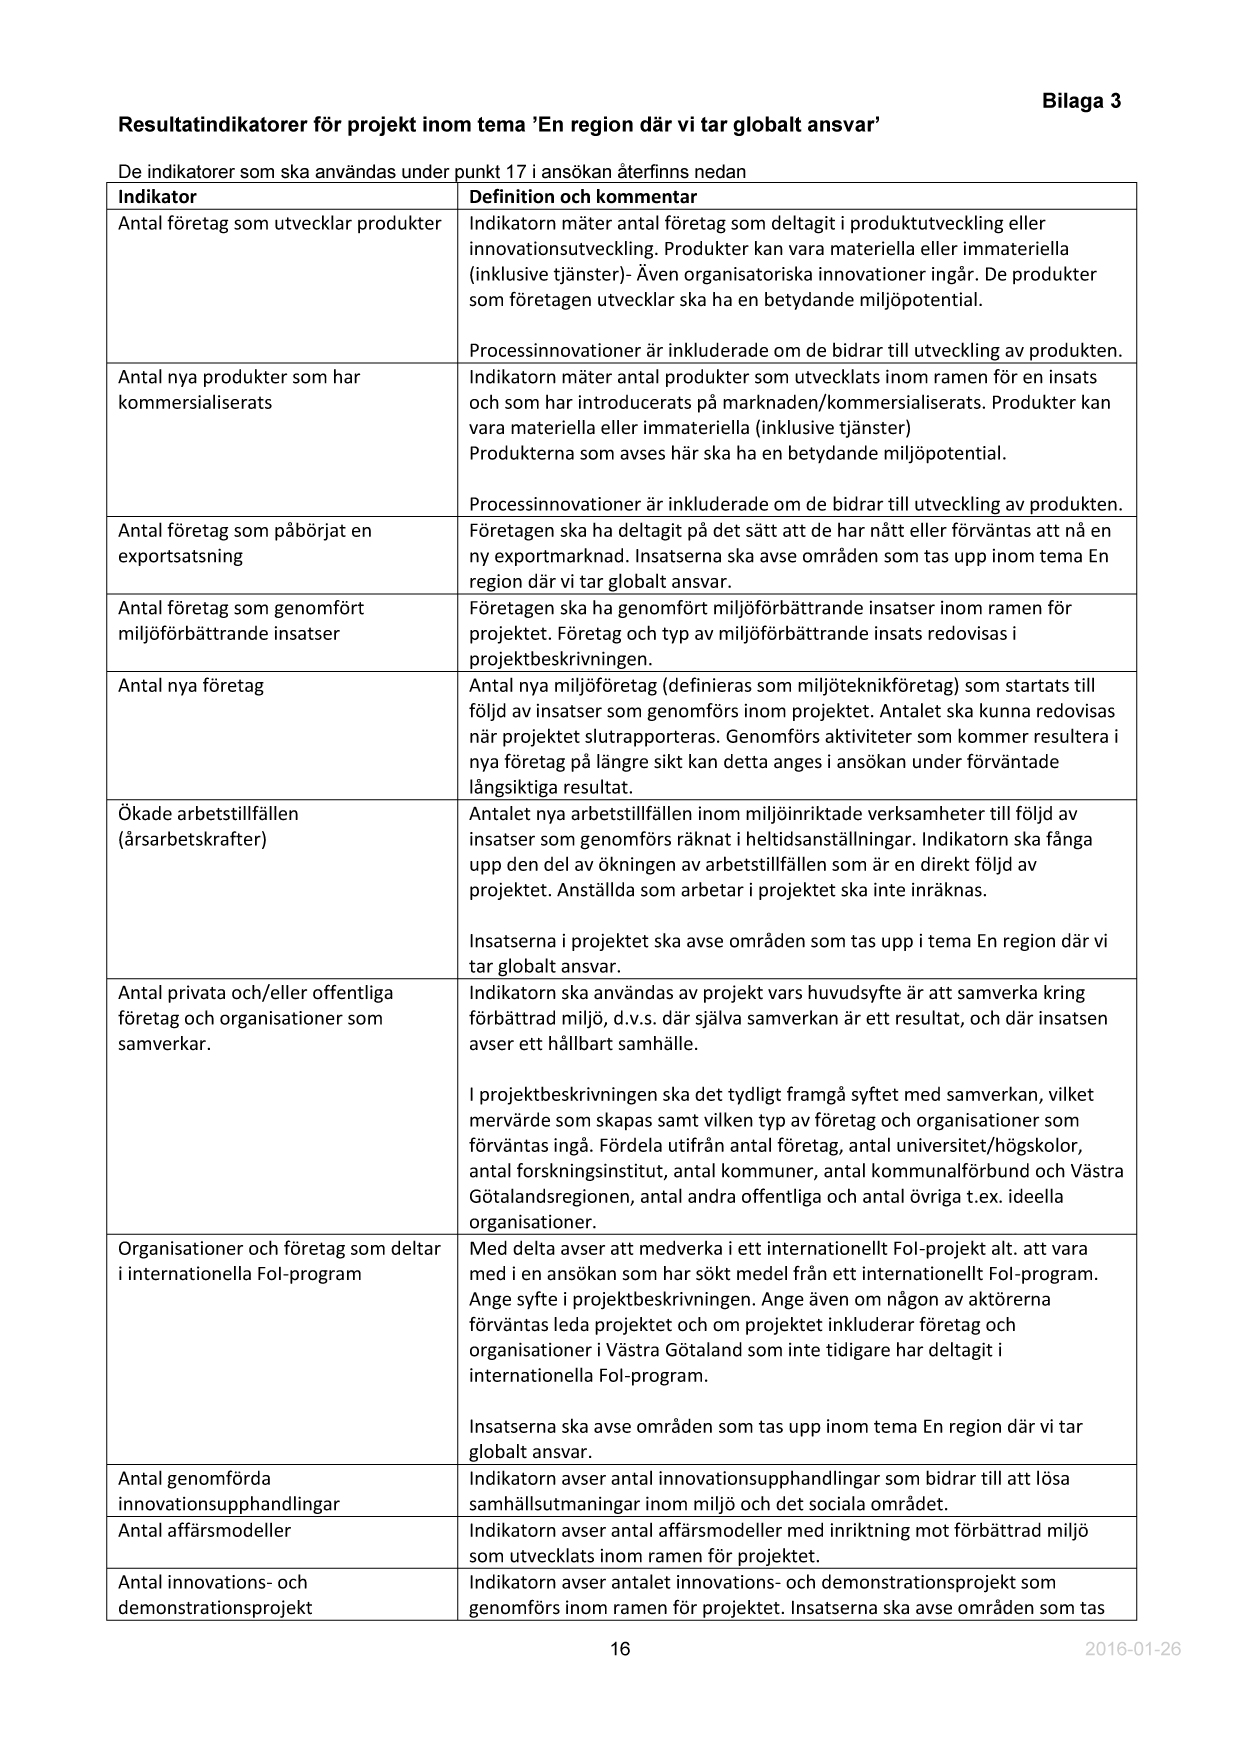 Bilaga 3
Resultatindikatorer för projekt inom tema ’En region där vi tar globalt ansvar’
De indikatorer som ska användas under punkt 17 i ansökan återfinns nedan
Indikator
Definition och kommentar
Antal företag som utvecklar produkter
Indikatorn mäter antal företag som deltagit i produktutveckling eller
innovationsutveckling. Produkter kan vara materiella eller immateriella
(inklusive tjänster)- Även organisatoriska innovationer ingår. De produkter
som företagen utvecklar ska ha en betydande miljöpotential.
Processinnovationer är inkluderade om de bidrar till utveckling av produkten.
Antal nya produkter som har
kommersialiserats
Indikatorn mäter antal produkter som utvecklats inom ramen för en insats
och som har introducerats på marknaden/kommersialiserats. Produkter kan
vara materiella eller immateriella (inklusive tjänster)
Produkterna som avses här ska ha en betydande miljöpotential.
Processinnovationer är inkluderade om de bidrar till utveckling av produkten.
Antal företag som påbörjat en
exportsatsning
Företagen ska ha deltagit på det sätt att de har nått eller förväntas att nå en
ny exportmarknad. Insatserna ska avse områden som tas upp inom tema En
region där vi tar globalt ansvar.
Antal företag som genomfört
miljöförbättrande insatser
Företagen ska ha genomfört miljöförbättrande insatser inom ramen för
projektet. Företag och typ av miljöförbättrande insats redovisas i
projektbeskrivningen.
Antal nya företag
Antal nya miljöföretag (definieras som miljöteknikföretag) som startats till
följd av insatser som genomförs inom projektet. Antalet ska kunna redovisas
när projektet slutrapporteras. Genomförs aktiviteter som kommer resultera i
nya företag på längre sikt kan detta anges i ansökan under förväntade
långsiktiga resultat.
Ökade arbetstillfällen
(årsarbetskrafter)
Antalet nya arbetstillfällen inom miljöinriktade verksamheter till följd av
insatser som genomförs räknat i heltidsanställningar. Indikatorn ska fånga
upp den del av ökningen av arbetstillfällen som är en direkt följd av
projektet. Anställda som arbetar i projektet ska inte inräknas.
Insatserna i projektet ska avse områden som tas upp i tema En region där vi
tar globalt ansvar.
Antal privata och/eller offentliga
företag och organisationer som
samverkar.
Indikatorn ska användas av projekt vars huvudsyfte är att samverka kring
förbättrad miljö, d.v.s. där själva samverkan är ett resultat, och där insatsen
avser ett hållbart samhälle.
I projektbeskrivningen ska det tydligt framgå syftet med samverkan, vilket
mervärde som skapas samt vilken typ av företag och organisationer som
förväntas ingå. Fördela utifrån antal företag, antal universitet/högskolor,
antal forskningsinstitut, antal kommuner, antal kommunalförbund och Västra
Götalandsregionen, antal andra offentliga och antal övriga t.ex. ideella
organisationer.
Organisationer och företag som deltar
i internationella FoI-program
Med delta avser att medverka i ett internationellt FoI-projekt alt. att vara
med i en ansökan som har sökt medel från ett internationellt FoI-program.
Ange syfte i projektbeskrivningen. Ange även om någon av aktörerna
förväntas leda projektet och om projektet inkluderar företag och
organisationer i Västra Götaland som inte tidigare har deltagit i
internationella FoI-program.
Insatserna ska avse områden som tas upp inom tema En region där vi tar
globalt ansvar.
Antal genomförda
innovationsupphandlingar
Indikatorn avser antal innovationsupphandlingar som bidrar till att lösa
samhällsutmaningar inom miljö och det sociala området.
Antal affärsmodeller
Indikatorn avser antal affärsmodeller med inriktning mot förbättrad miljö
som utvecklats inom ramen för projektet.
Antal innovations- och
demonstrationsprojekt
Indikatorn avser antalet innovations- och demonstrationsprojekt som
genomförs inom ramen för projektet. Insatserna ska avse områden som tas
16
2016-01-26